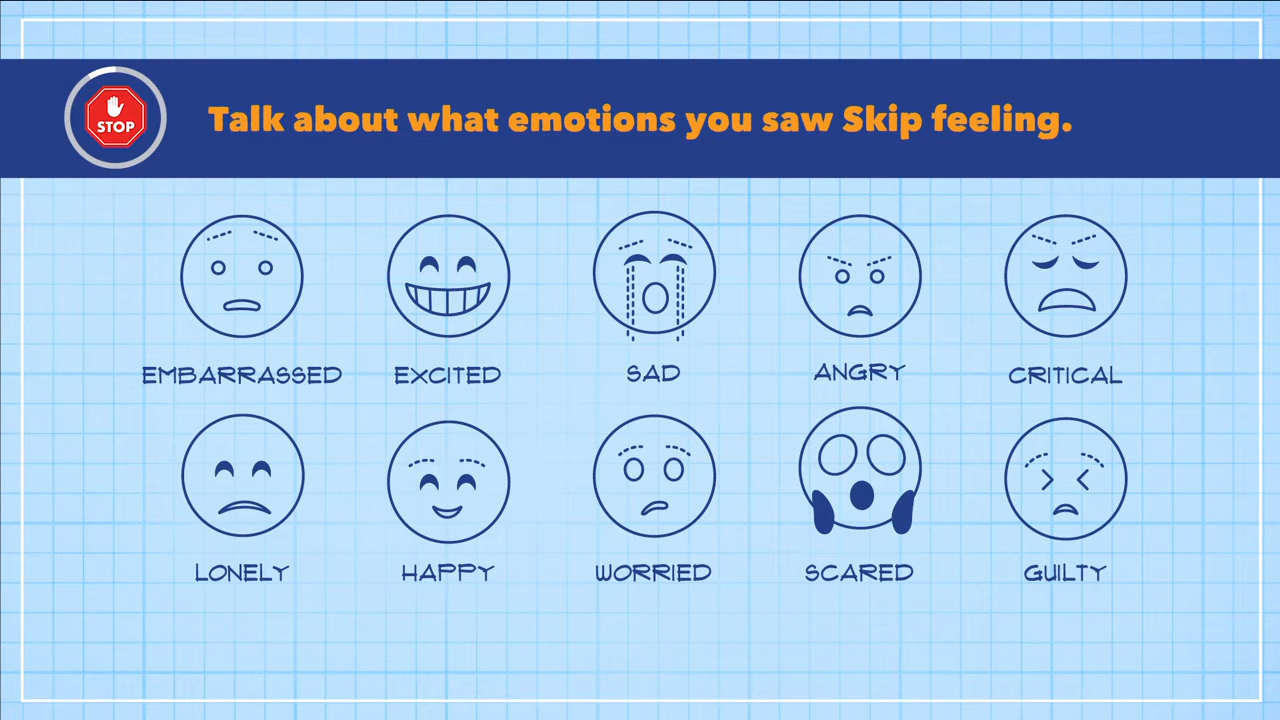 STOP
Talk about what emotions you saw Skip feeling.
EMBARRASSED EXCITED SAD ANGRY CRITICAL
LONELY HAPPY WORRIED SCARED GUILTY